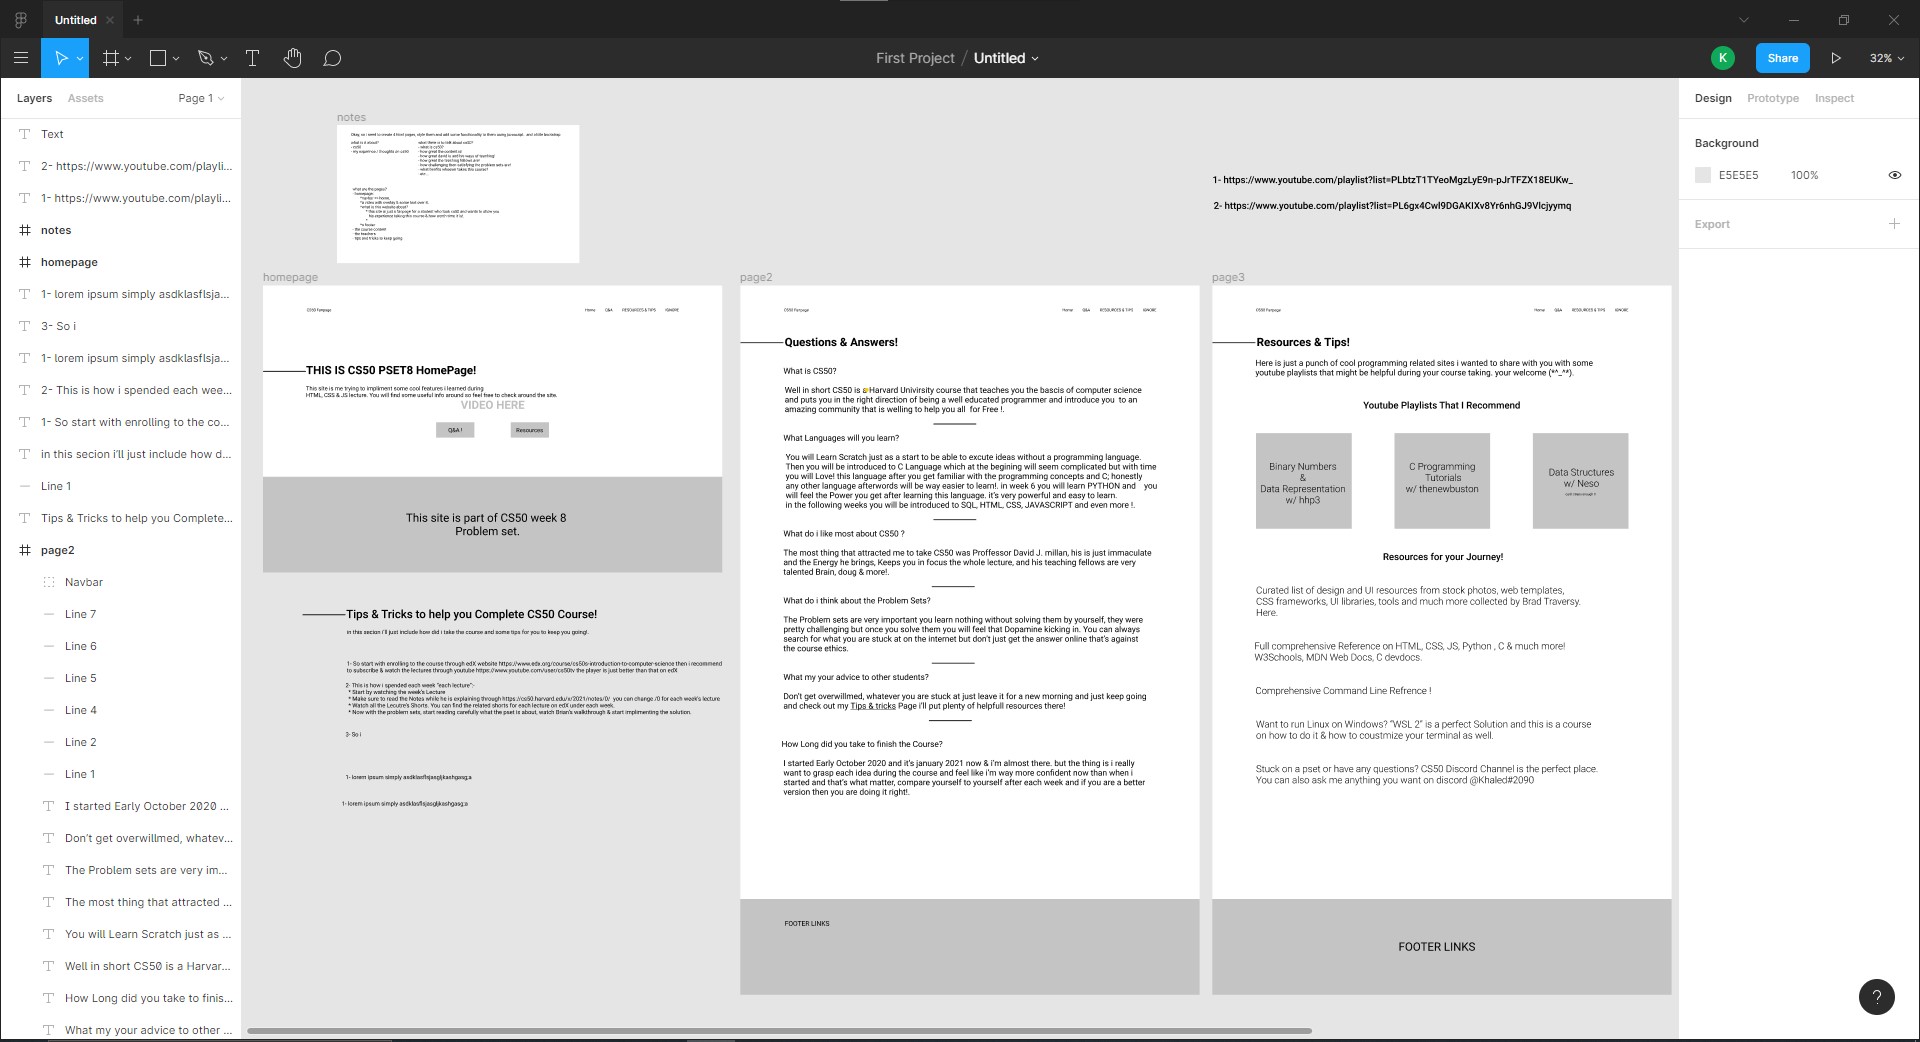 Untitled
First Project / Untitled
K
Share
32%
Layers
Assets
Page 1
Text
2- https://www.youtube.com/playli...
1- https://www.youtube.com/playli...
notes
homepage
1- lorem ipsum simply asdklasflsja...
3- So i
1- lorem ipsum simply asdklasflsja...
2- This is how i spended each wee...
1- So start with enrolling to the co...
in this secion i'll just include how d...
Line 1
Tips & Tricks to help you Complete...
page2
Navbar
Line 7
Line 6
Line 5
Line 4
Line 2
Line 1
I started Early October 2020 ...
Don't get overwillmed, whatev...
The Problem sets are very im...
The most thing that attracted ...
You will Learn Scratch just as ...
Well in short CS50 is a Harvar...
How Long did you take to finis...
What my your advice to other ...
notes
what is it about?
- cs50
what are the pages?
- homepage
- the course content
- the teachers
- tips and tricks to keep going
1- https://www.youtube.com/playlist?list=PLbtzT1TYeoMgzLyE9n-pJrTFZX18EUKw_
2- https://www.youtube.com/playlist?list=PL6gx4Cwl9DGAKIXv8Yr6nhGJ9Vlcjyymq
homepage
CS50 Fanpage
Home Q&A RESOURCES & TIPS IGNORE
THIS IS CS50 PSET8 HomePage!
This site is me trying to impliment some cool features i learned during
HTML, CSS & JS lecture. You will find some useful info around so feel free to check around the site.
VIDEO HERE
Q&A !
Resources
This site is part of CS50 week 8
Problem set.
Tips & Tricks to help you Complete CS50 Course!
in this secion i'll just include how did i take the course and some tips for you to keep you going!.
1- So start with enrolling to the course through edX website https://www.edx.org/course/cs50s-introduction-to-computer-science then i recommend
to subscribe & watch the lectures through youtube https://www.youtube.com/user/cs50tv the player is just better than that on edX
2- This is how i spended each week "each lecture":-
* Start by watching the week's Lecture
* Make sure to read the Notes while he is explaining through https://cs50.harvard.edu/x/2021/notes/0/ you can change /0 for each week's lecture
* Watch all the Lecutre's Shorts. You can find the related shorts for each lecture on edX under each week.
* Now with the problem sets, start reading carefully what the pset is about, watch Brian's walkthrough & start implimenting the solution.
3- So i
1- lorem ipsum simply asdklasflsjasgljkashgasg;a
1- lorem ipsum simply asdklasflsjasgljkashgasg;a
page2
CS50 Fanpage
Home Q&A RESOURCES & TIPS IGNORE
Questions & Answers!
What is CS50?
Well in short CS50 is a Harvard Univirsity course that teaches you the bascis of computer science
and puts you in the right direction of being a well educated programmer and introduce you to an
amazing community that is welling to help you all for Free !.
What Languages will you learn?
You will Learn Scratch just as a start to be able to excute ideas without a programming language.
Then you will be introduced to C Language which at the begining will seem complicated but with time
you will Love! this language after you get familiar with the programming concepts and C; honestly
any other language afterwords will be way easier to learn!. in week 6 you will learn PYTHON and you
will feel the Power you get after learning this language. it's very powerful and easy to learn.
in the following weeks you will be introduced to SQL, HTML, CSS, JAVASCRIPT and even more !.
What do i like most about CS50 ?
The most thing that attracted me to take CS50 was Proffessor David J. millan, his is just immaculate
and the Energy he brings, Keeps you in focus the whole lecture, and his teaching fellows are very
talented Brain, doug & more!.
What do i think about the Problem Sets?
The Problem sets are very important you learn nothing without solving them by yourself, they were
pretty challenging but once you solve them you will feel that Dopamine kicking in. You can always
search for what you are stuck at on the internet but don't just get the answer online that's against
the course ethics.
What my your advice to other students?
Don't get overwillmed, whatever you are stuck at just leave it for a new morning and just keep going
and check out my Tips & tricks Page i'll put plenty of helpfull resources there!
How Long did you take to finish the Course?
I started Early October 2020 and it's january 2021 now & i'm almost there. but the thing is i really
want to grasp each idea during the course and feel like i'm way more confident now than when i
started and that's what matter, compare yourself to yourself after each week and if you are a better
version then you are doing it right!.
FOOTER LINKS
page3
CS50 Fanpage
Home Q&A RESOURCES & TIPS IGNORE
Resources & Tips!
Here is just a punch of cool programming related sites i wanted to share with you with some
youtube playlists that might be helpful during your course taking. your welcome (*^_^*).
Youtube Playlists That I Recommend
Binary Numbers
&
Data Representation
w/ hhp3
C Programming
Tutorials
w/ thenewbuston
Data Structures
w/ Neso
Resources for your Journey!
Curated list of design and UI resources from stock photos, web templates,
CSS frameworks, UI libraries, tools and much more collected by Brad Traversy.
Here.
Full comprehensive Reference on HTML, CSS, JS, Python , C & much more!
W3Schools, MDN Web Docs, C devdocs.
Comprehensive Command Line Refrence !
Want to run Linux on Windows? "WSL 2" is a perfect Solution and this is a course
on how to do it & how to coustmize your terminal as well.
Stuck on a pset or have any questions? CS50 Discord Channel is the perfect place.
You can also ask me anything you want on discord @Khaled#2090
FOOTER LINKS
Design
Prototype
Inspect
Background
E5E5E5
100%
Export
?